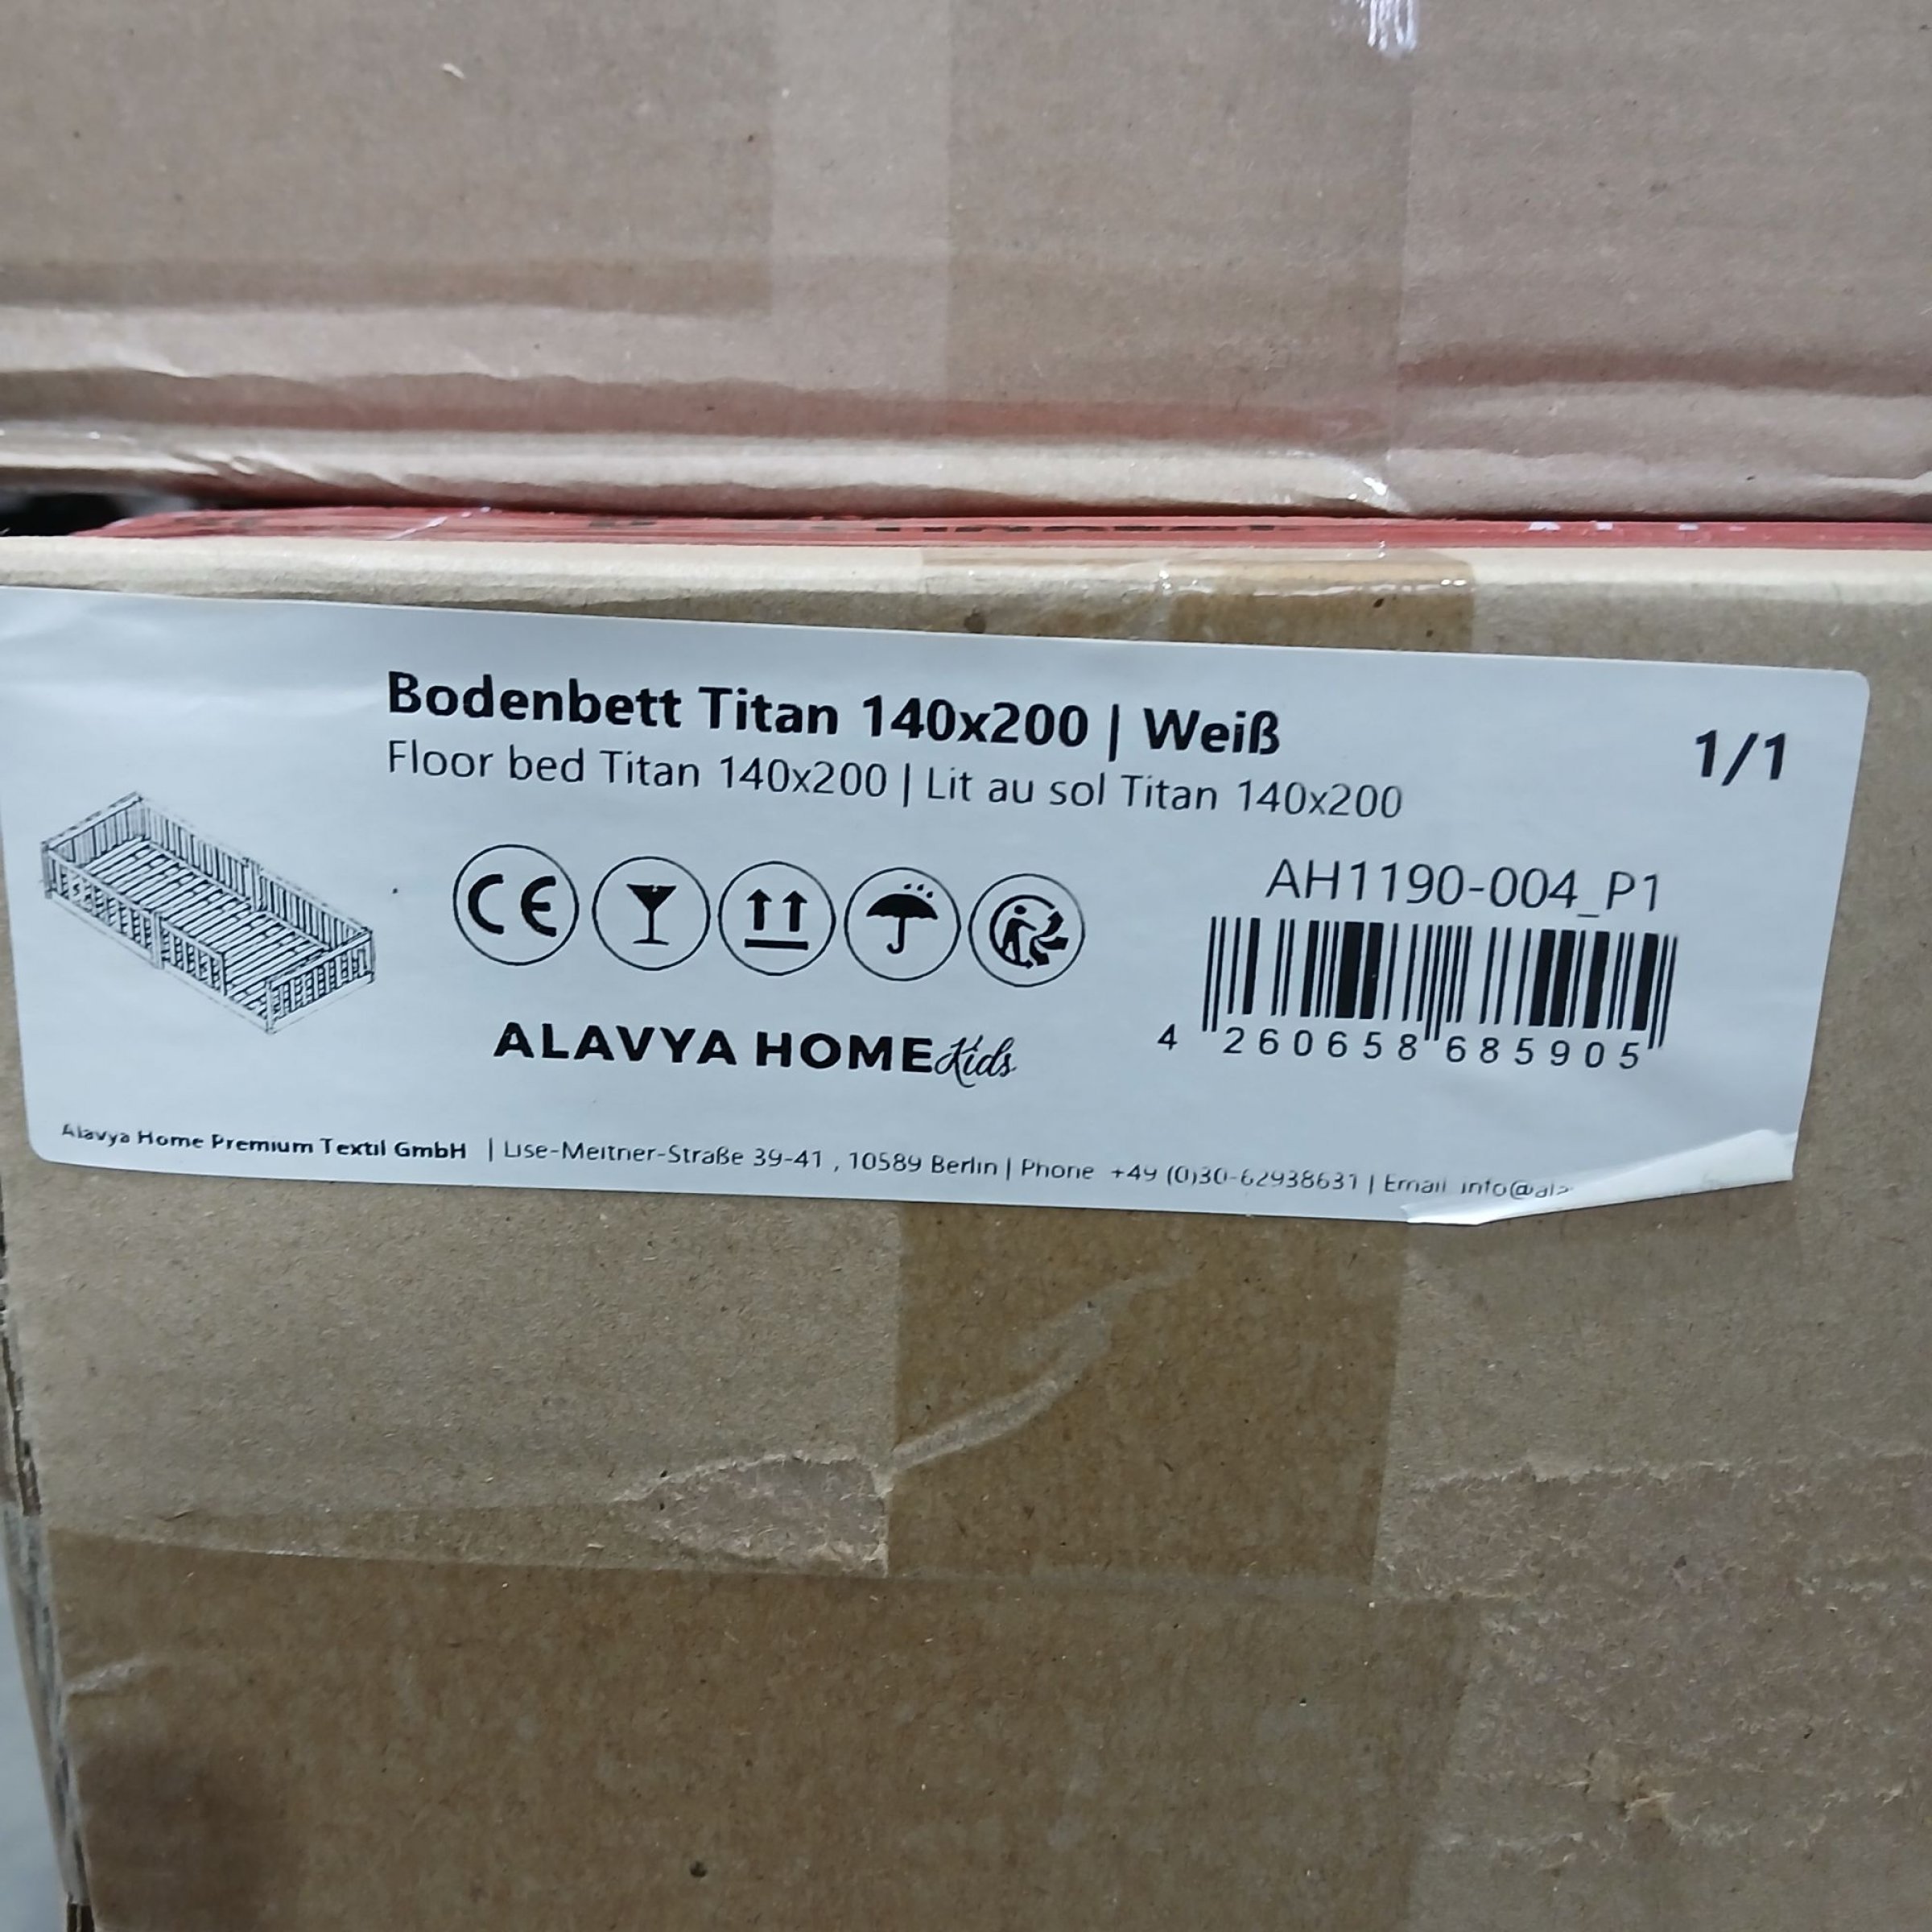 Bodenbett Titan 140x200 | Weiß
1/1
Floor bed Titan 140x200 | Lit au sol Titan 140x200
AH1190-004_P1
CE
4 260658 685905
ALAVYA HOME Kids
Alavya Home Premium Textil GmbH | Lise-Meitner-Straße 39-41 , 10589 Berlin | Phone +49 (0)30-62938631 | Email info@ala